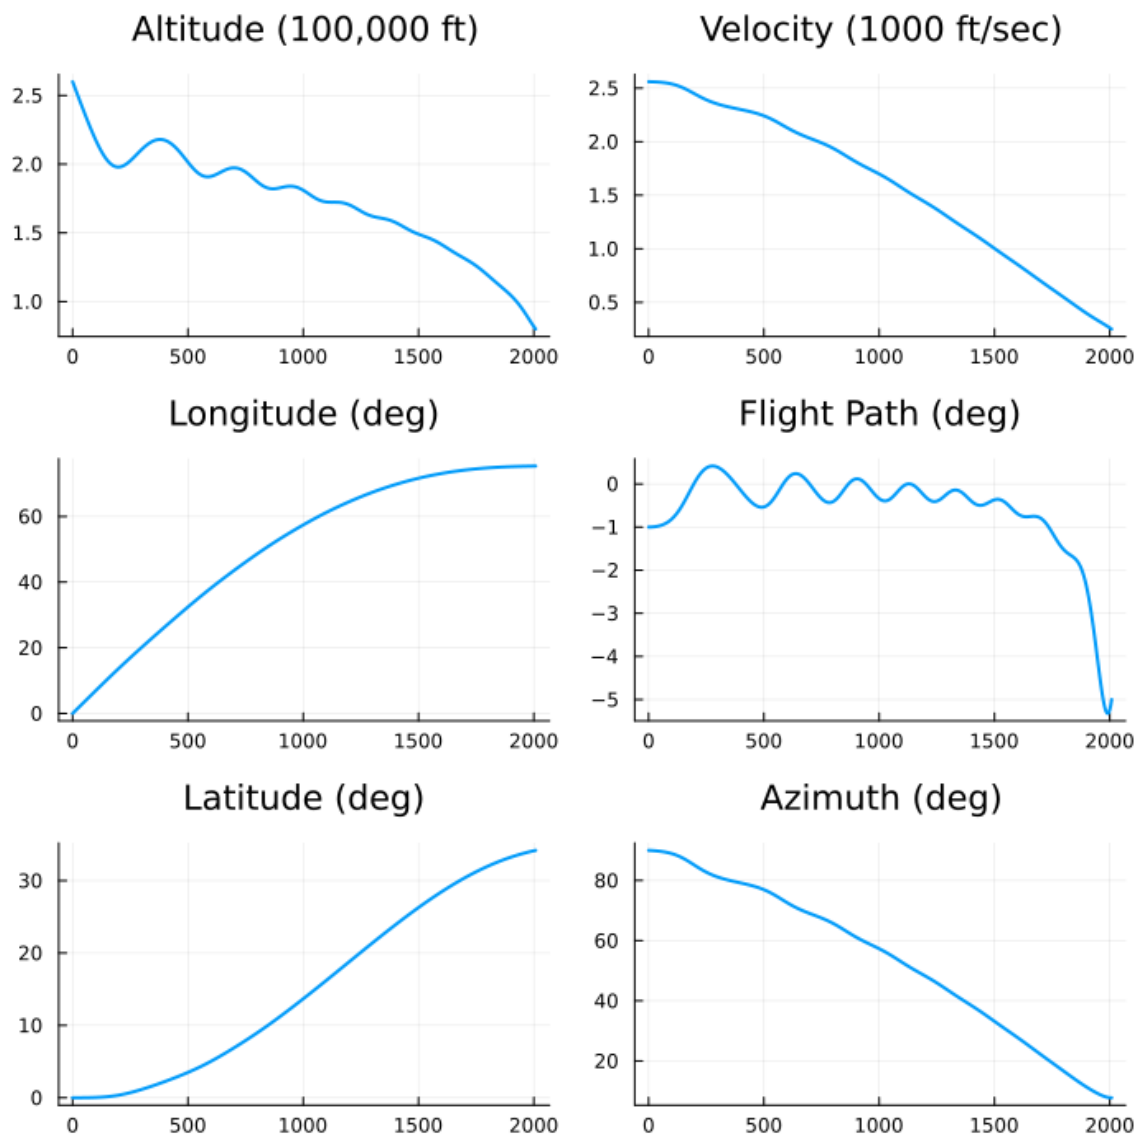 Altitude (100,000 ft)
2.5
2.0
1.5
1.0
0 500 1000 1500 2000
Velocity (1000 ft/sec)
2.5
2.0
1.5
1.0
0.5
0 500 1000 1500 2000
Longitude (deg)
60
40
20
0
0 500 1000 1500 2000
Flight Path (deg)
0
−1
−2
−3
−4
−5
0 500 1000 1500 2000
Latitude (deg)
30
20
10
0
0 500 1000 1500 2000
Azimuth (deg)
80
60
40
20
0 500 1000 1500 2000